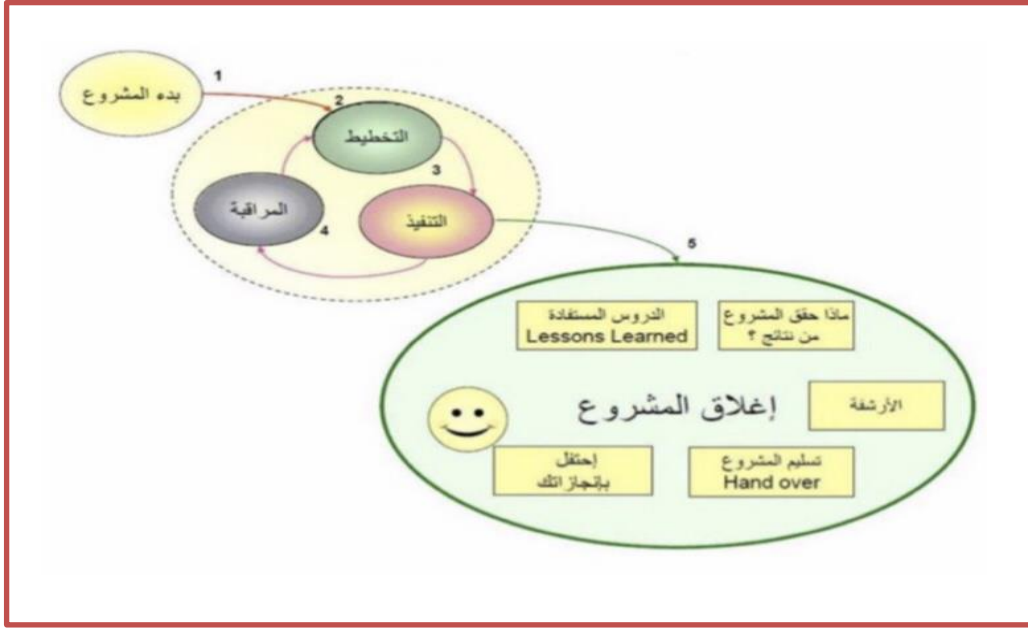 1
بدء المشروع
2
التخطيط
3
المراقبة
4
التنفيذ
5
ماذا حقق المشروع
من نتائج ؟
الدروس المستفادة
Lessons Learned
الأرشفة
إغلاق المشروع
تسليم المشروع
Hand over
إحتفل
بإنجازاتك